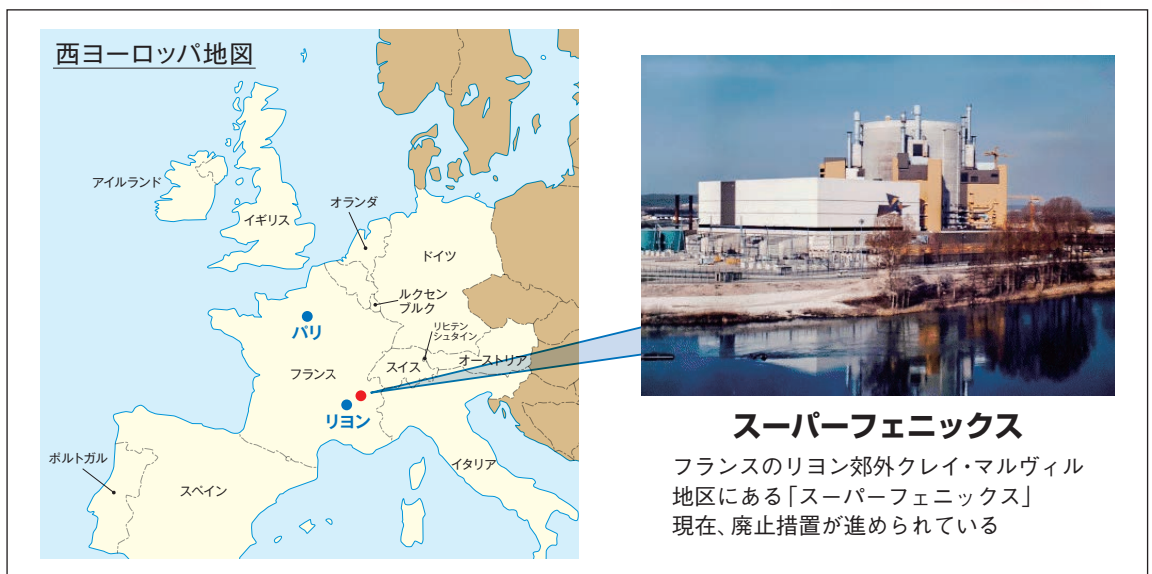 西ヨーロッパ地図
アイルランド
イギリス
オランダ
ドイツ
ルクセン
ブルク
パリ
リヒテン
シュタイン
オーストリア
スイス
フランス
リヨン
イタリア
ポルトガル
スペイン
スーパーフェニックス
フランスのリヨン郊外クレイ・マルヴィル
地区にある「スーパーフェニックス」
現在、廃止措置が進められている